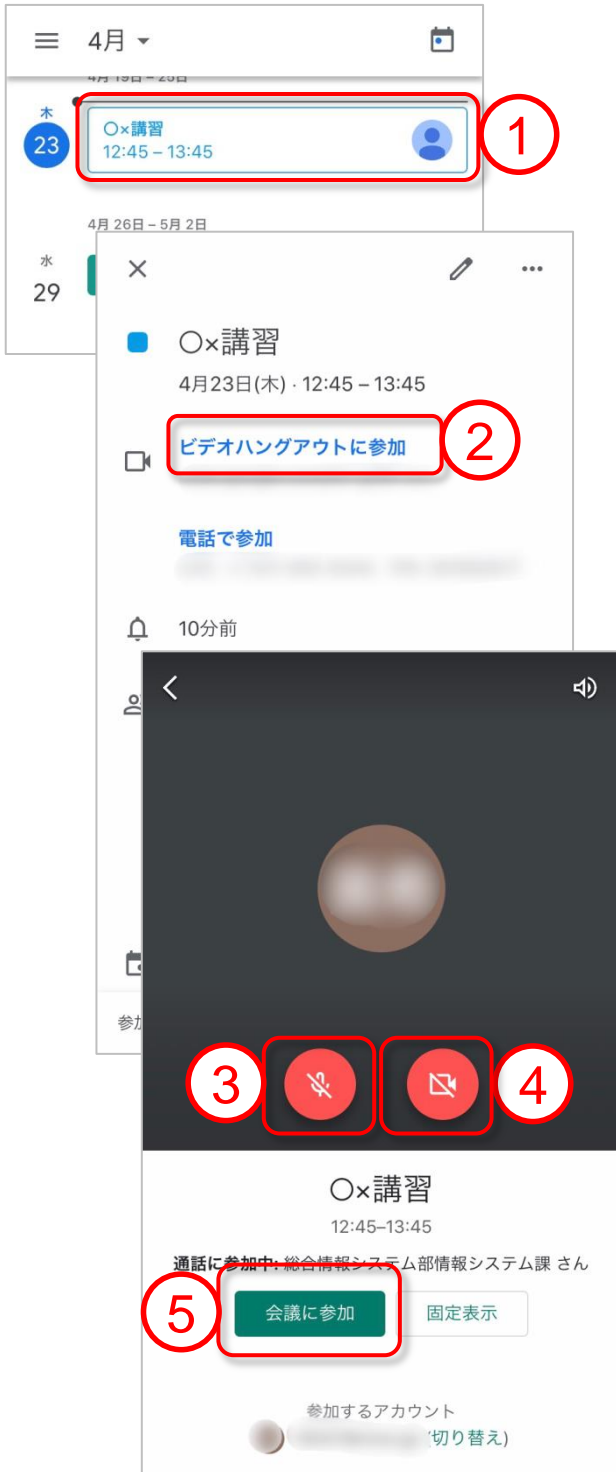 4月
4月 19日 – 25日
木
23
○×講習
12:45 – 13:45
1
4月 26日 – 5月 2日
水
29
○×講習
4月23日(木) · 12:45 – 13:45
ビデオハングアウトに参加
2
電話で参加
10分前
参加
3
4
○×講習
12:45–13:45
通話に参加中: 総合情報システム部情報システム課 さん
5
会議に参加
固定表示
参加するアカウント
(切り替え)